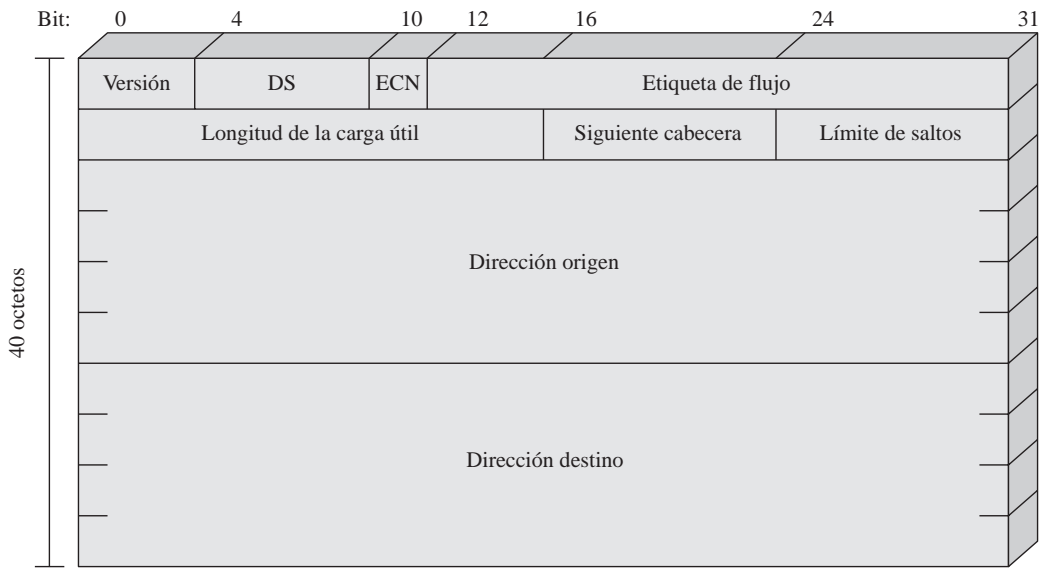 Bit: 0 4 10 12 16 24 31
Versión DS ECN Etiqueta de flujo
Longitud de la carga útil Siguiente cabecera Límite de saltos
Dirección origen
40 octetos
Dirección destino